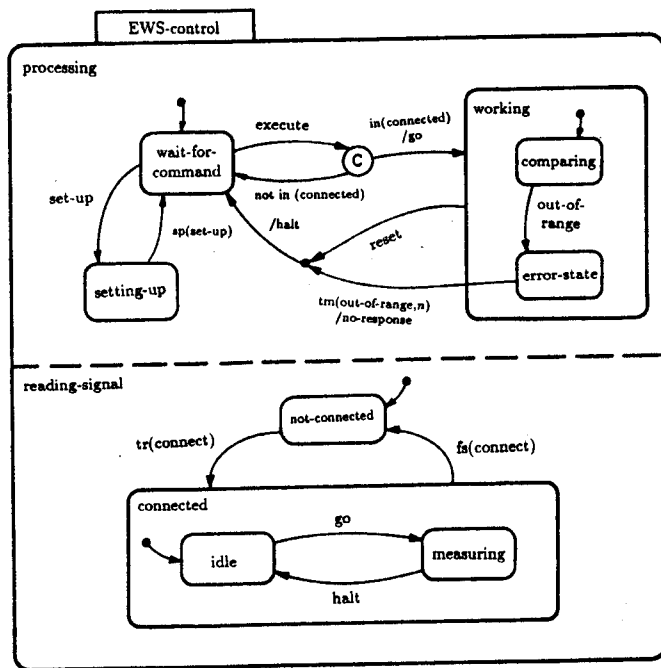 EWS-control
processing
working
execute
in(connected)
/go
C
wait-for-
command
comparing
not in (connected)
set-up
out-of-
range
/halt
sp(set-up)
reset
setting-up
error-state
tm(out-of-range,n)
/no-response
reading-signal
not-connected
tr(connect)
fs(connect)
connected
go
idle
measuring
halt